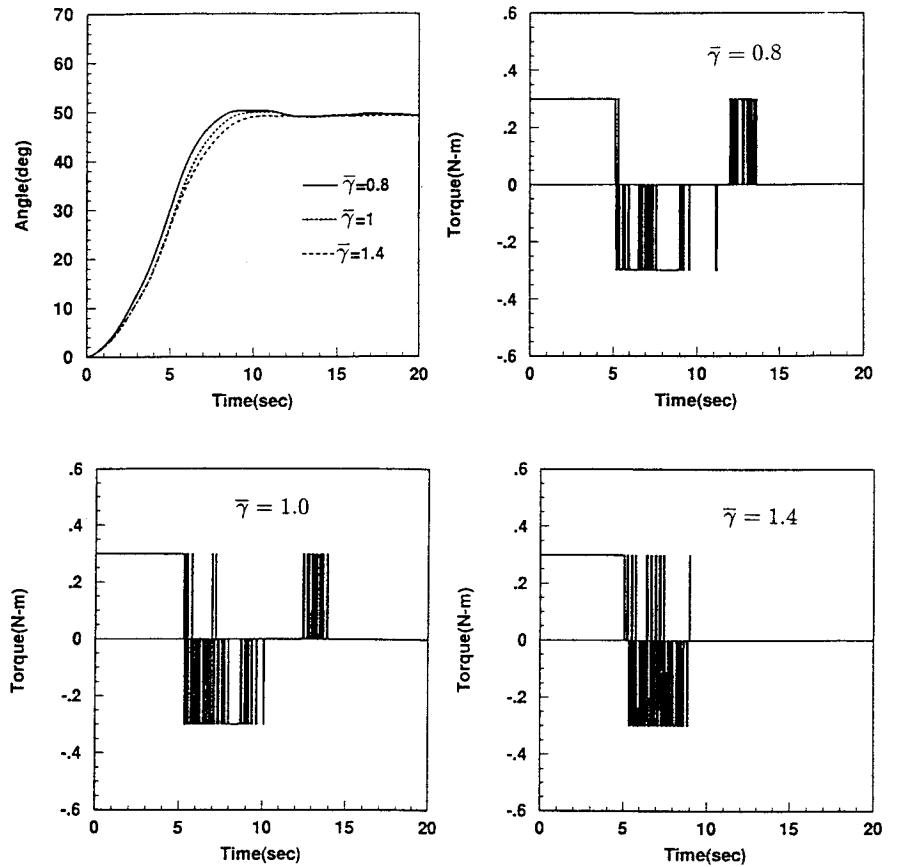 70
60
50
40
30
20
10
0
Angle(deg)
γ̅=0.8
γ̅=1
γ̅=1.4
0 5 10 15 20
Time(sec)
.6
.4
.2
0
-.2
-.4
-.6
Torque(N-m)
γ̅ = 0.8
0 5 10 15 20
Time(sec)
.6
.4
.2
0
-.2
-.4
-.6
Torque(N-m)
γ̅ = 1.0
0 5 10 15 20
Time(sec)
.6
.4
.2
0
-.2
-.4
-.6
Torque(N-m)
γ̅ = 1.4
0 5 10 15 20
Time(sec)